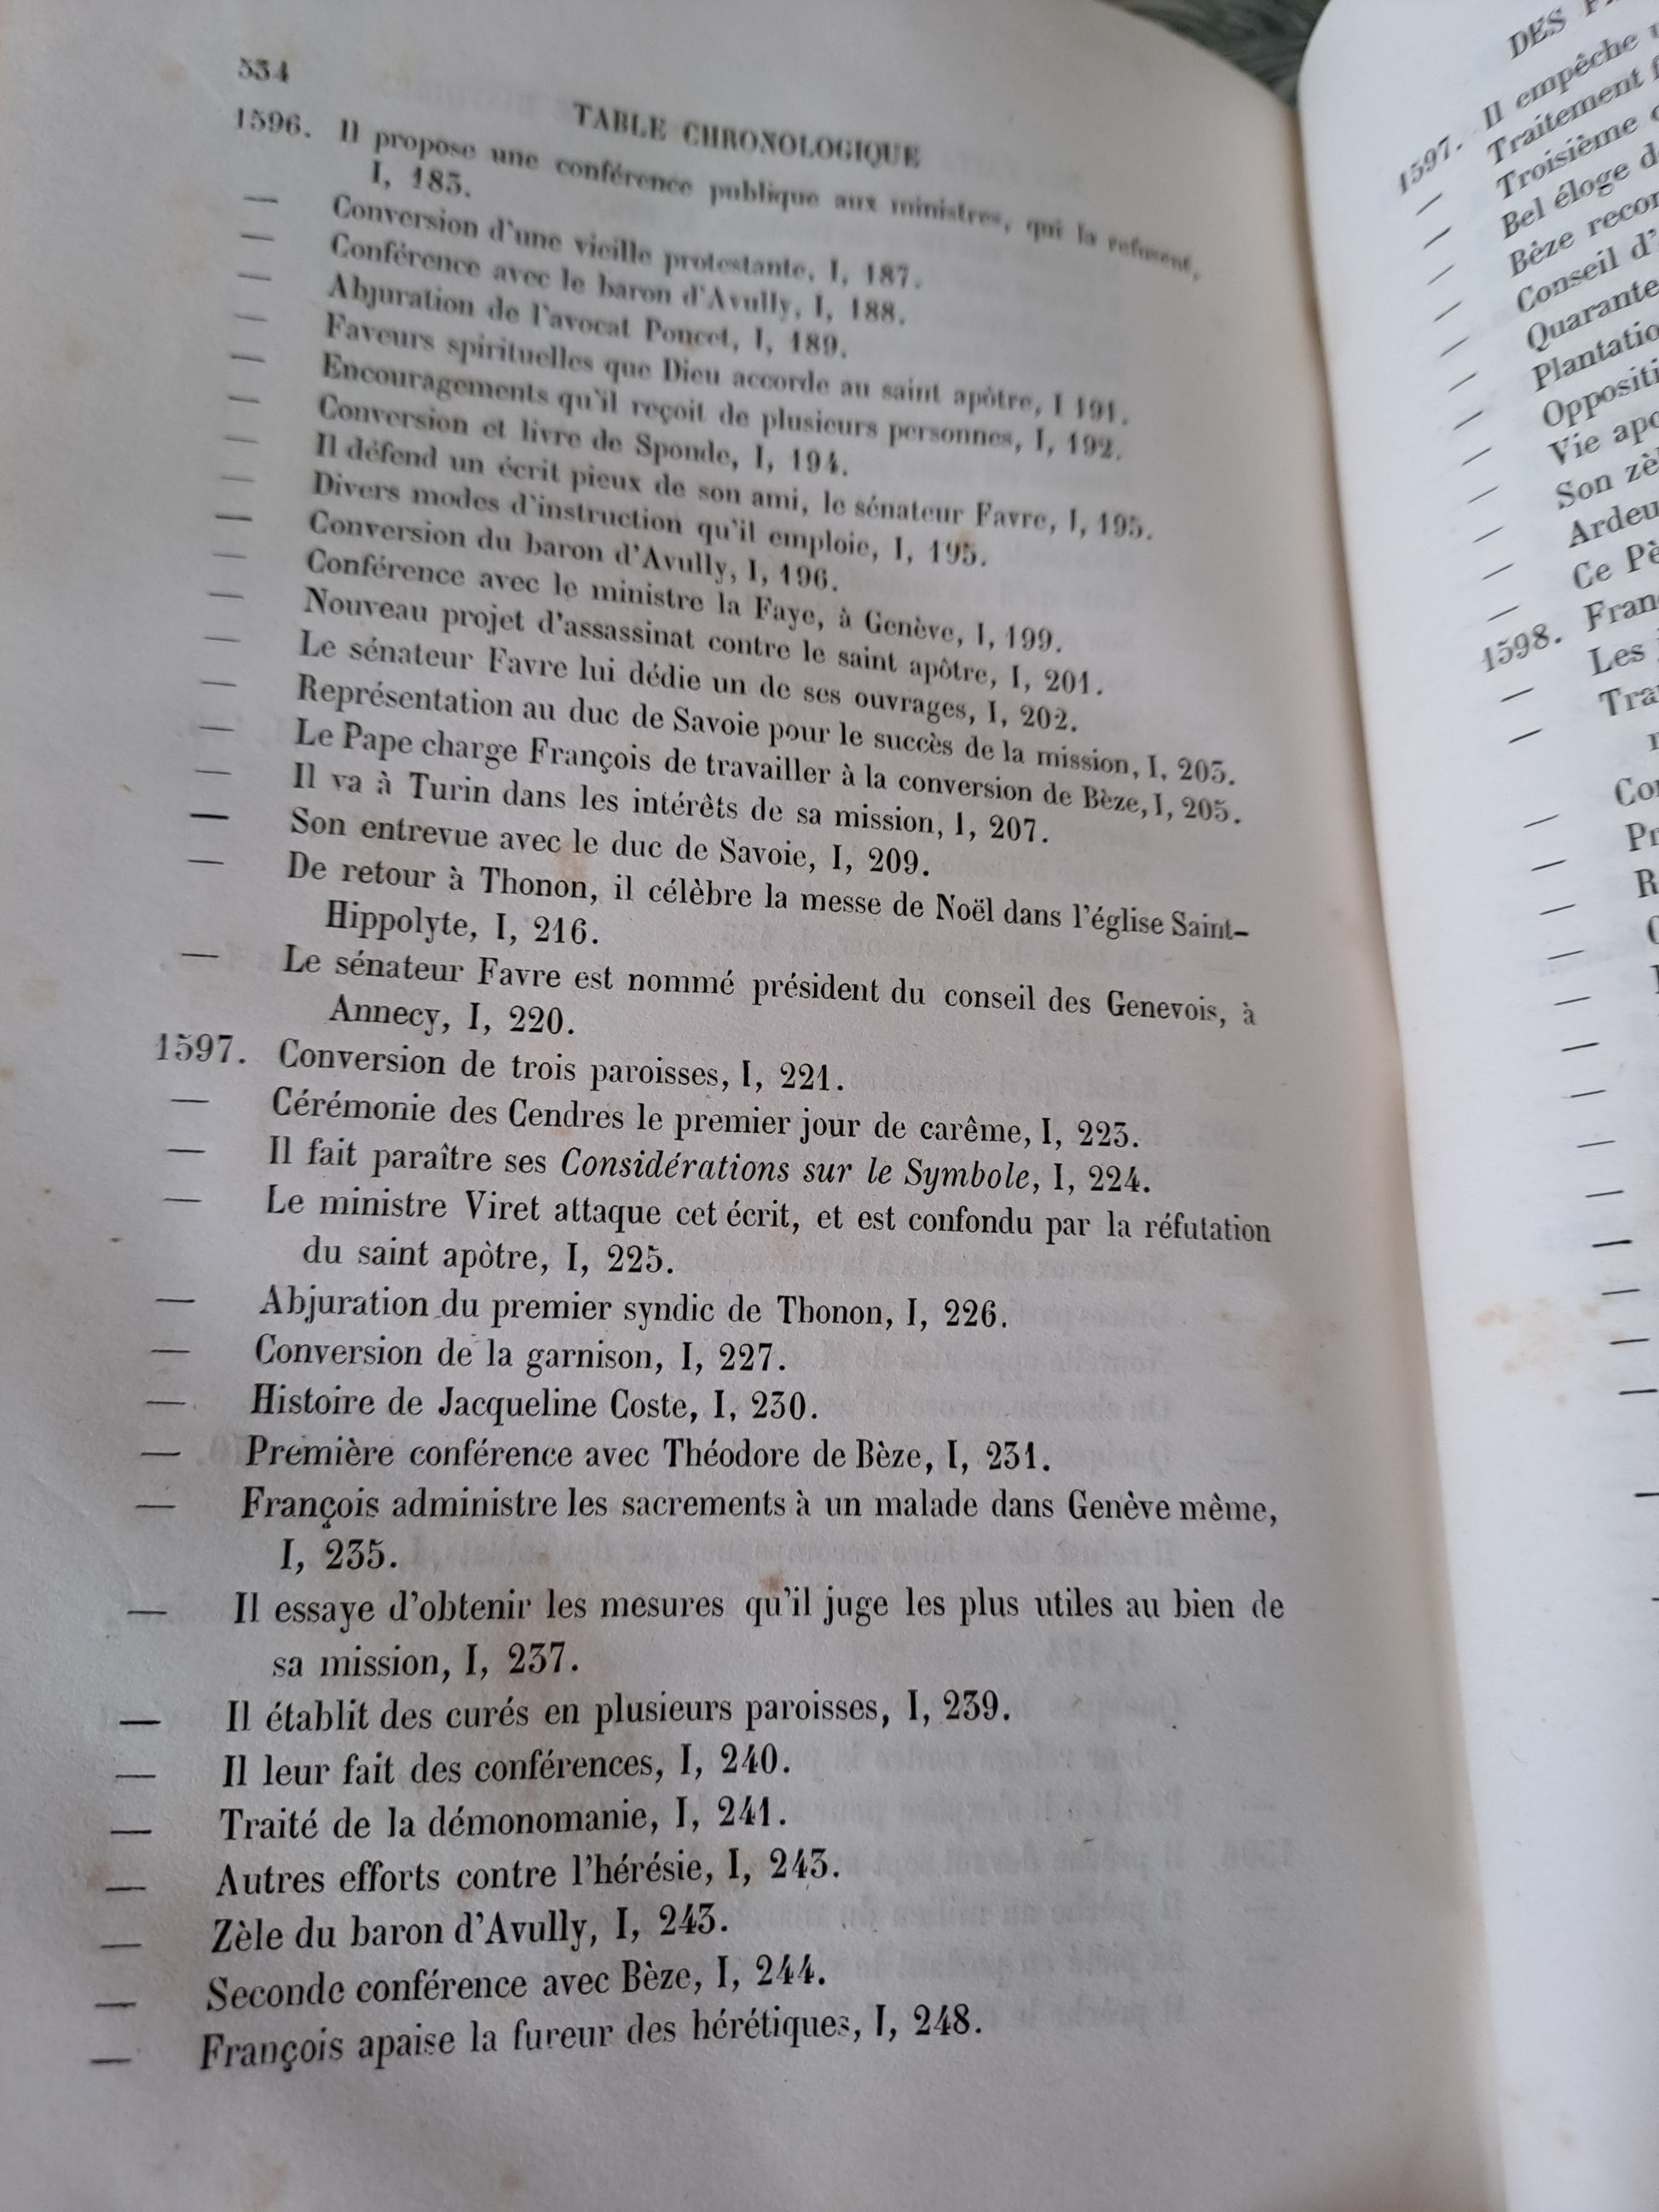 534
TABLE CHRONOLOGIQUE
1596. Il propose une conférence publique aux ministres, qui la refusent,
I, 183.
— Conversion d'une vieille protestante, I, 187.
— Conférence avec le baron d'Avully, I, 188.
— Abjuration de l'avocat Poncet, I, 189.
— Faveurs spirituelles que Dieu accorde au saint apôtre, I 191.
— Encouragements qu'il reçoit de plusieurs personnes, I, 192.
— Conversion et livre de Sponde, I, 194.
— Il défend un écrit pieux de son ami, le sénateur Favre, I, 195.
— Divers modes d'instruction qu'il emploie, I, 195.
— Conversion du baron d'Avully, I, 196.
— Conférence avec le ministre la Faye, à Genève, I, 199.
— Nouveau projet d'assassinat contre le saint apôtre, I, 201.
— Le sénateur Favre lui dédie un de ses ouvrages, I, 202.
— Représentation au duc de Savoie pour le succès de la mission, I, 203.
— Le Pape charge François de travailler à la conversion de Bèze, I, 205.
— Il va à Turin dans les intérêts de sa mission, I, 207.
— Son entrevue avec le duc de Savoie, I, 209.
— De retour à Thonon, il célèbre la messe de Noël dans l'église Saint-
Hippolyte, I, 216.
— Le sénateur Favre est nommé président du conseil des Genevois, à
Annecy, I, 220.
1597. Conversion de trois paroisses, I, 221.
— Cérémonie des Cendres le premier jour de carême, I, 223.
— Il fait paraître ses Considérations sur le Symbole, I, 224.
— Le ministre Viret attaque cet écrit, et est confondu par la réfutation
du saint apôtre, I, 225.
— Abjuration du premier syndic de Thonon, I, 226.
— Conversion de la garnison, I, 227.
— Histoire de Jacqueline Coste, I, 230.
— Première conférence avec Théodore de Bèze, I, 231.
— François administre les sacrements à un malade dans Genève même,
I, 235.
— Il essaye d'obtenir les mesures qu'il juge les plus utiles au bien de
sa mission, I, 237.
— Il établit des curés en plusieurs paroisses, I, 239.
— Il leur fait des conférences, I, 240.
— Traité de la démonomanie, I, 241.
— Autres efforts contre l'hérésie, I, 243.
— Zèle du baron d'Avully, I, 243.
— Seconde conférence avec Bèze, I, 244.
— François apaise la fureur des hérétiques, I, 248.
DES
1597. Il empêche
— Traitement
— Troisième
— Bel éloge
— Bèze
— Conseil d'
— Quarante
—
—
— Vie
— Son
—
— Ce
1598.
— Les
—